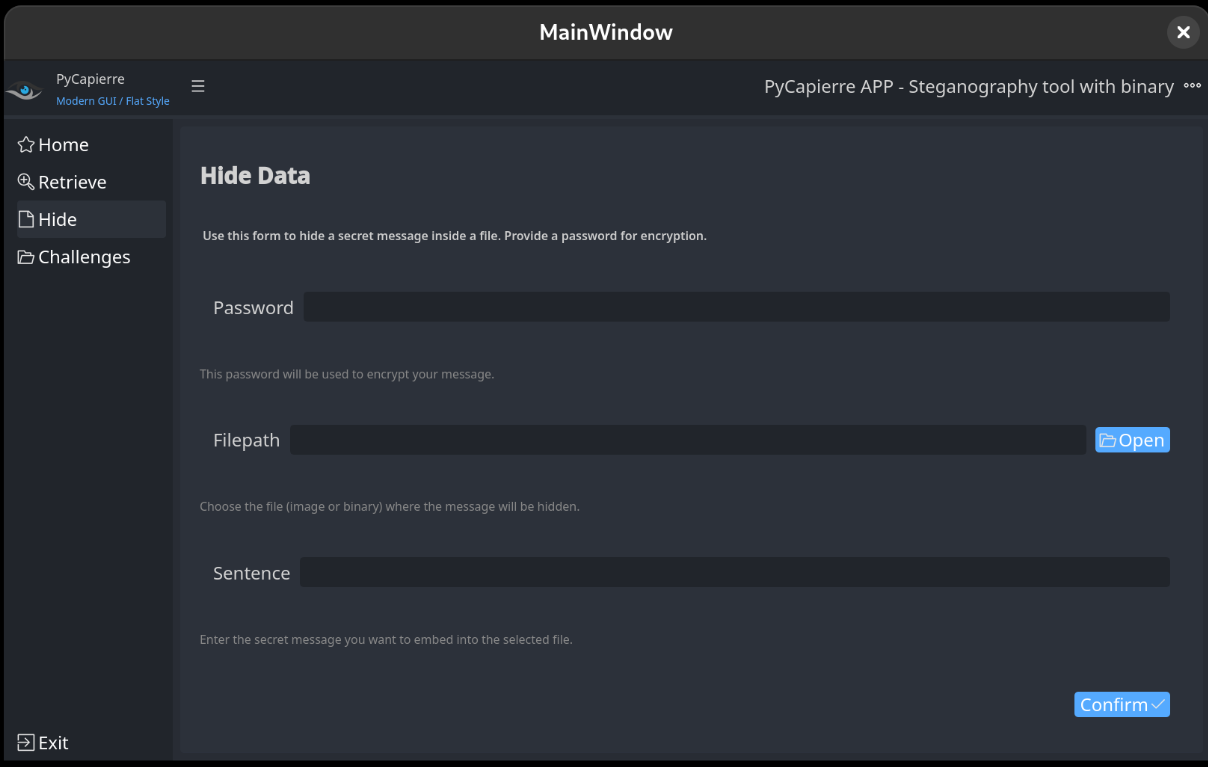 MainWindow
PyCapierre
Modern GUI / Flat Style
PyCapierre APP - Steganography tool with binary
Home
Retrieve
Hide
Challenges
Exit
Hide Data
Use this form to hide a secret message inside a file. Provide a password for encryption.
Password
This password will be used to encrypt your message.
Filepath
Open
Choose the file (image or binary) where the message will be hidden.
Sentence
Enter the secret message you want to embed into the selected file.
Confirm